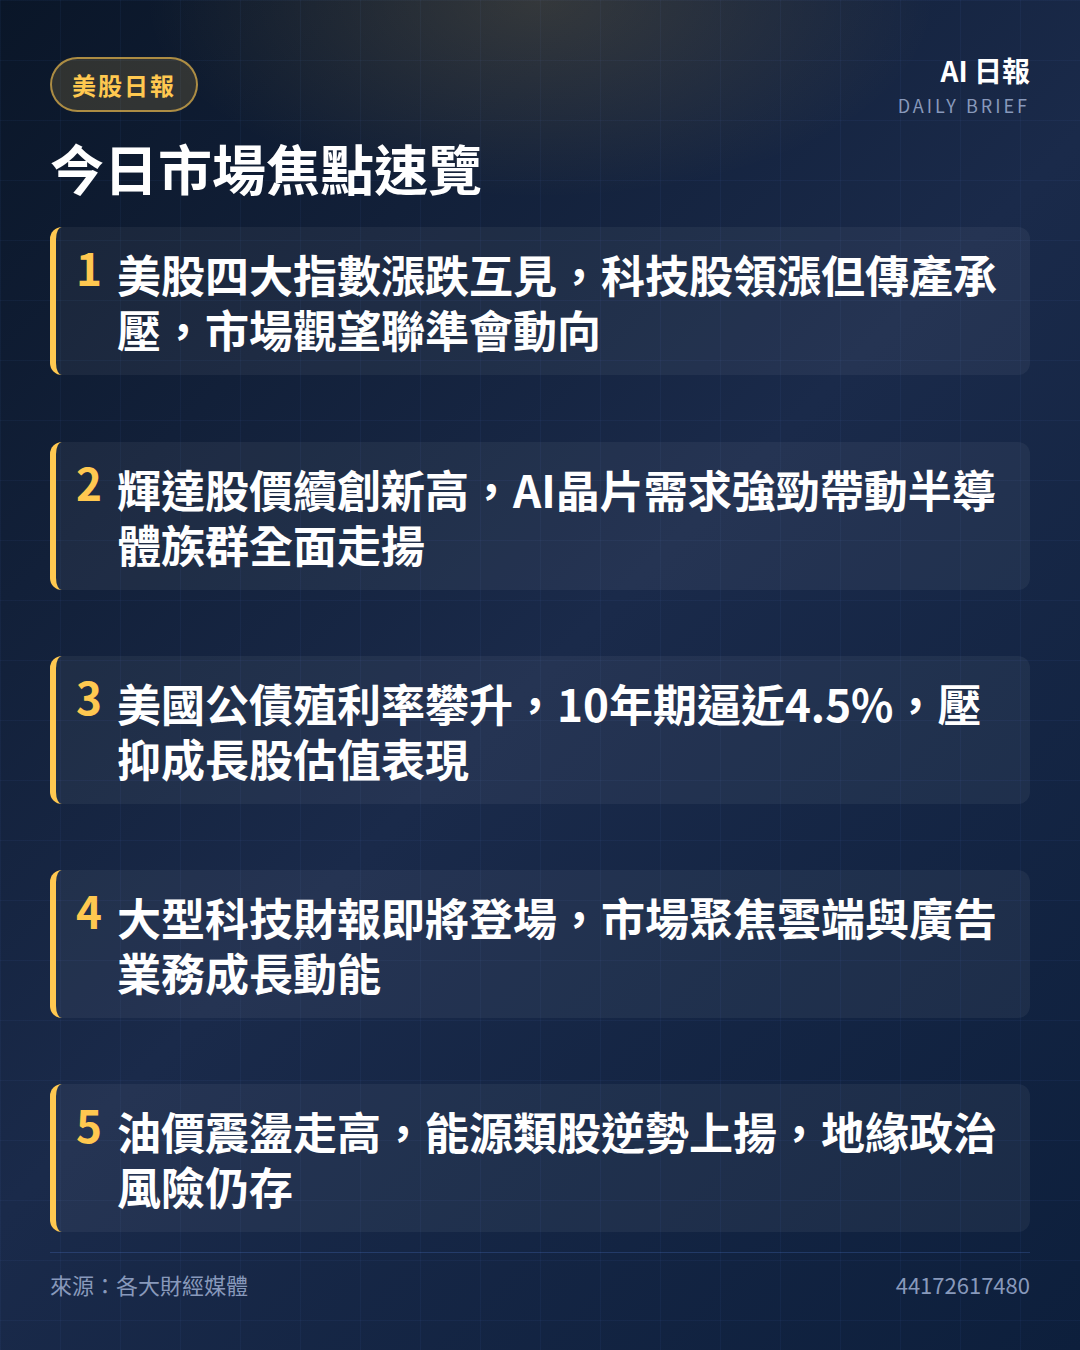 美股日報
AI 日報
DAILY BRIEF
今日市場焦點速覽
1 美股四大指數漲跌互見，科技股領漲但傳產承
壓，市場觀望聯準會動向
2 輝達股價續創新高，AI晶片需求強勁帶動半導
體族群全面走揚
3 美國公債殖利率攀升，10年期逼近4.5%，壓
抑成長股估值表現
4 大型科技財報即將登場，市場聚焦雲端與廣告
業務成長動能
5 油價震盪走高，能源類股逆勢上揚，地緣政治
風險仍存
來源：各大財經媒體
44172617480